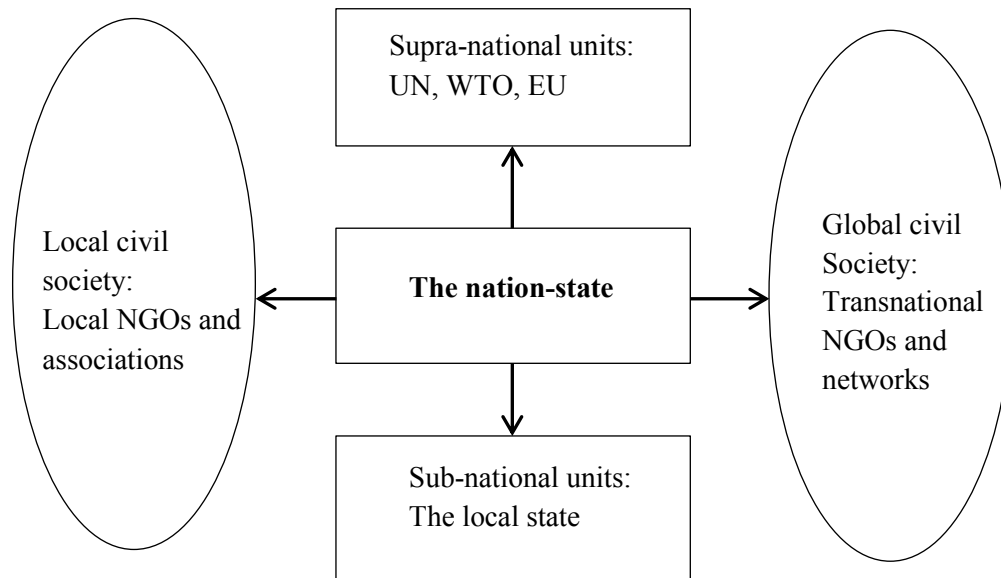 Supra-national units:
UN, WTO, EU
Local civil
society:
Local NGOs and
associations
The nation-state
Global civil
Society:
Transnational
NGOs and
networks
Sub-national units:
The local state